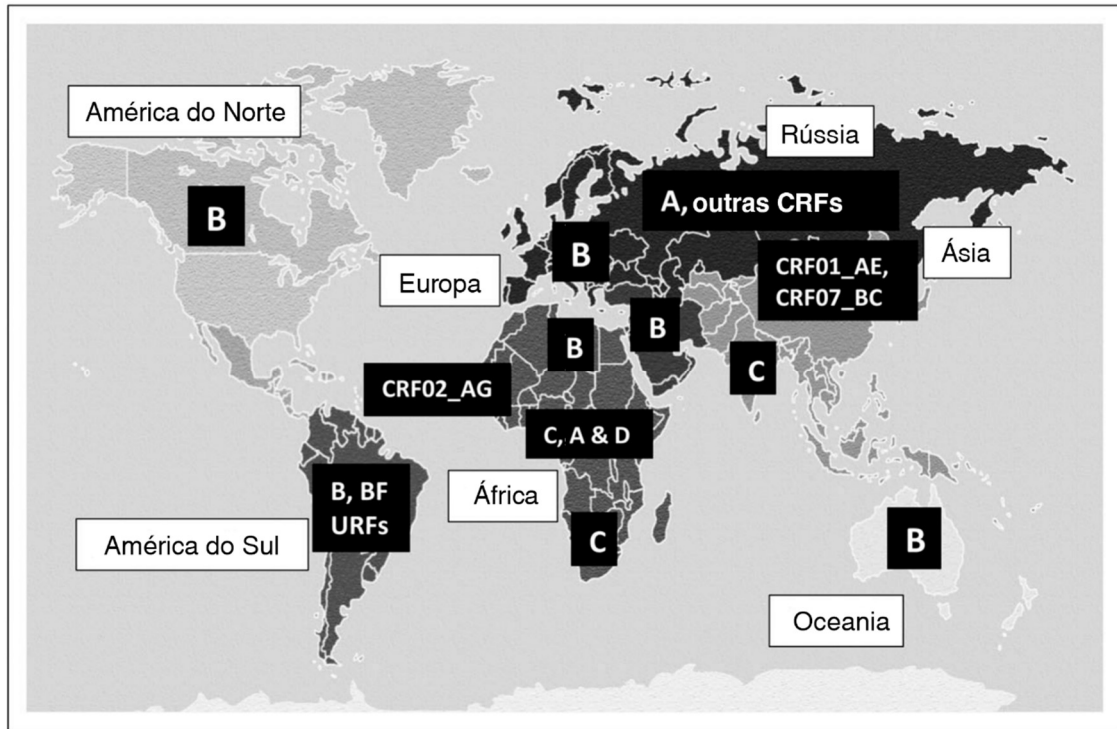 América do Norte
Rússia
B
A, outras CRFs
B
Ásia
Europa
CRF01_AE,
CRF07_BC
B
B
C
CRF02_AG
C, A & D
B, BF
URFs
África
América do Sul
C
B
Oceania